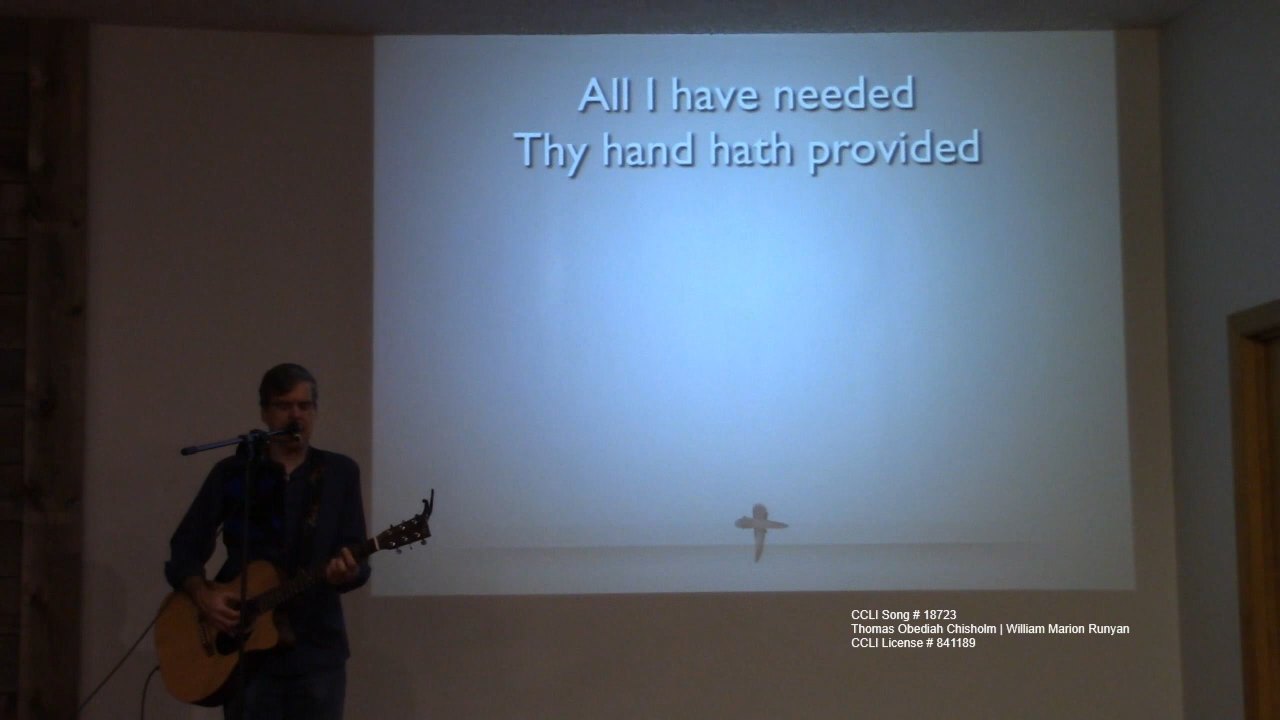 All I have needed
Thy hand hath provided
CCLI Song # 18723
Thomas Obediah Chisholm | William Marion Runyan
CCLI License # 841189